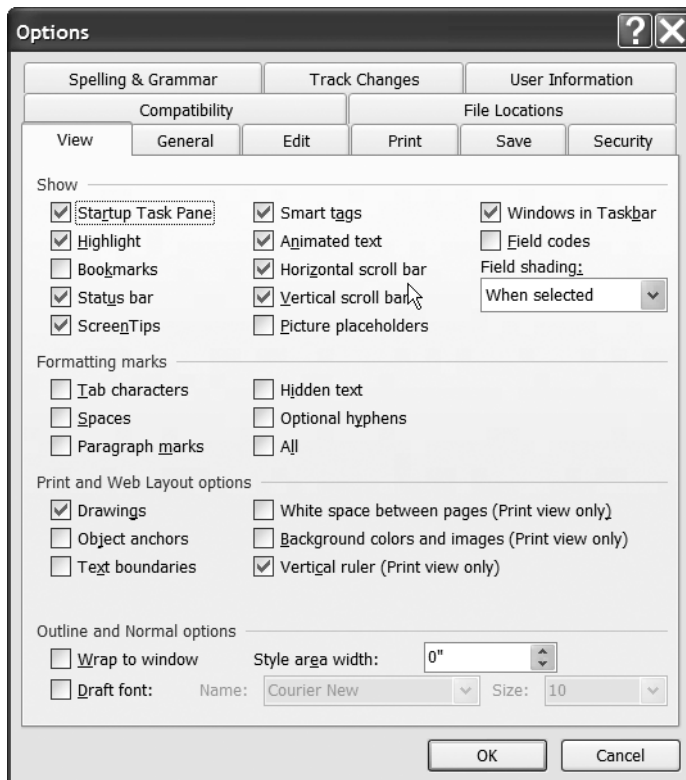 Options
Spelling & Grammar Track Changes User Information
Compatibility File Locations
View General Edit Print Save Security
Show
Startup Task Pane Smart tags Windows in Taskbar
Highlight Animated text Field codes
Bookmarks Horizontal scroll bar Field shading:
Status bar Vertical scroll bar When selected
ScreenTips Picture placeholders
Formatting marks
Tab characters Hidden text
Spaces Optional hyphens
Paragraph marks All
Print and Web Layout options
Drawings White space between pages (Print view only)
Object anchors Background colors and images (Print view only)
Text boundaries Vertical ruler (Print view only)
Outline and Normal options
Wrap to window Style area width: 0"
Draft font: Name: Courier New Size: 10
OK Cancel